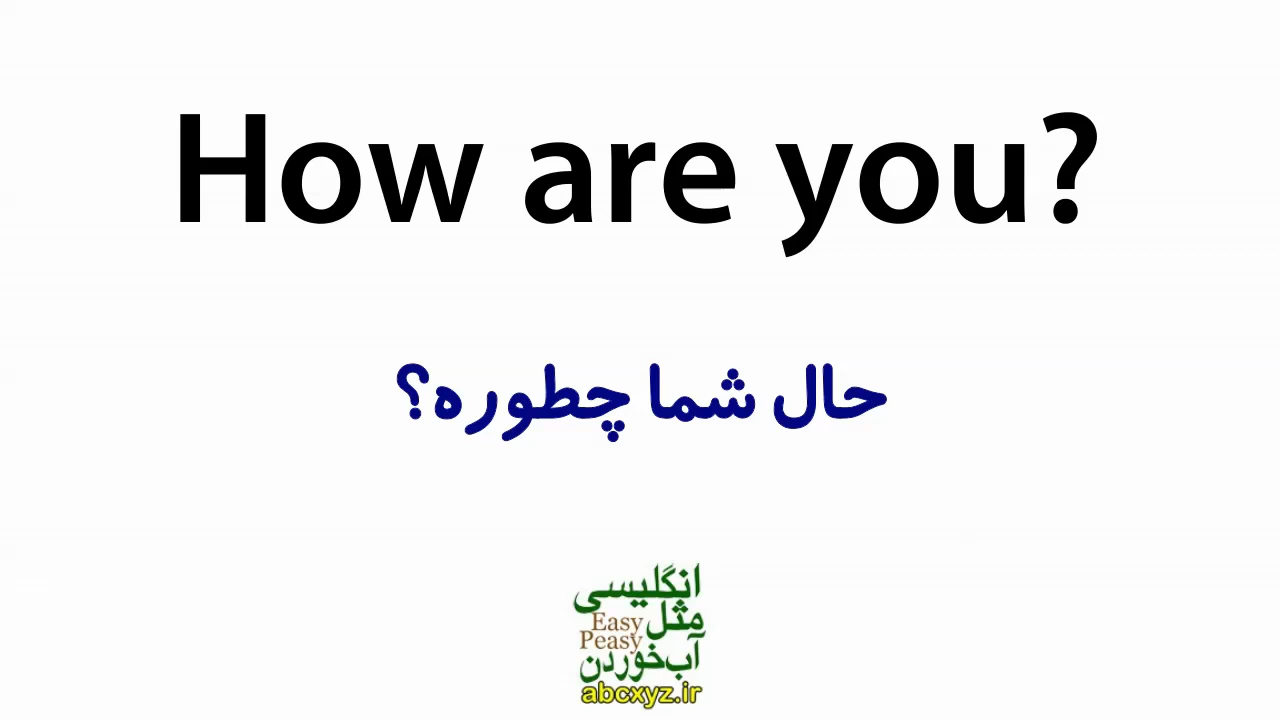 How are you?
حال شما چطوره؟
انگلیسی
مثل
Easy
Peasy
آب‌خوردن
abcxyz.ir